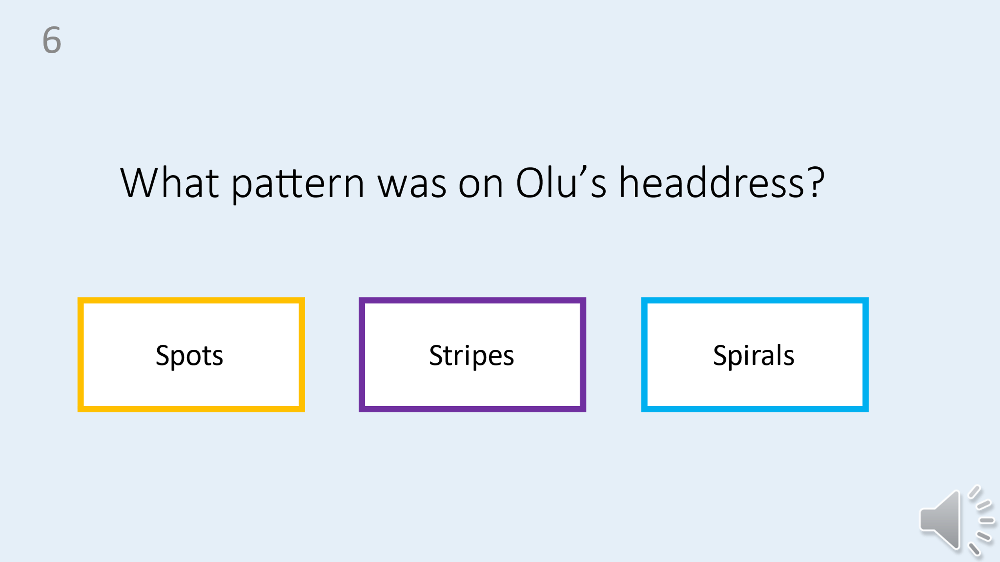 6
What pattern was on Olu’s headdress?
Spots
Stripes
Spirals